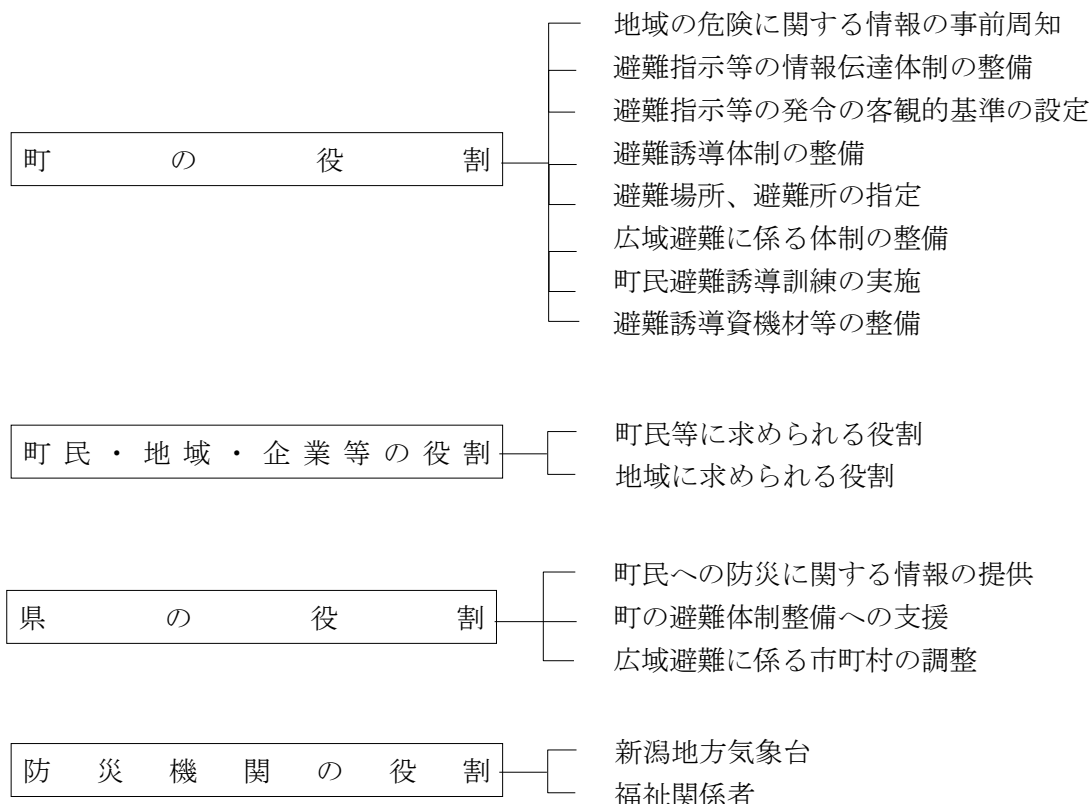 地域の危険に関する情報の事前周知
避難指示等の情報伝達体制の整備
避難指示等の発令の客観的基準の設定
町の役割
避難誘導体制の整備
避難場所、避難所の指定
広域避難に係る体制の整備
町民避難誘導訓練の実施
避難誘導資機材等の整備
町民・地域・企業等の役割
町民等に求められる役割
地域に求められる役割
県の役割
町民への防災に関する情報の提供
町の避難体制整備への支援
広域避難に係る市町村の調整
防災機関の役割
新潟地方気象台
福祉関係者